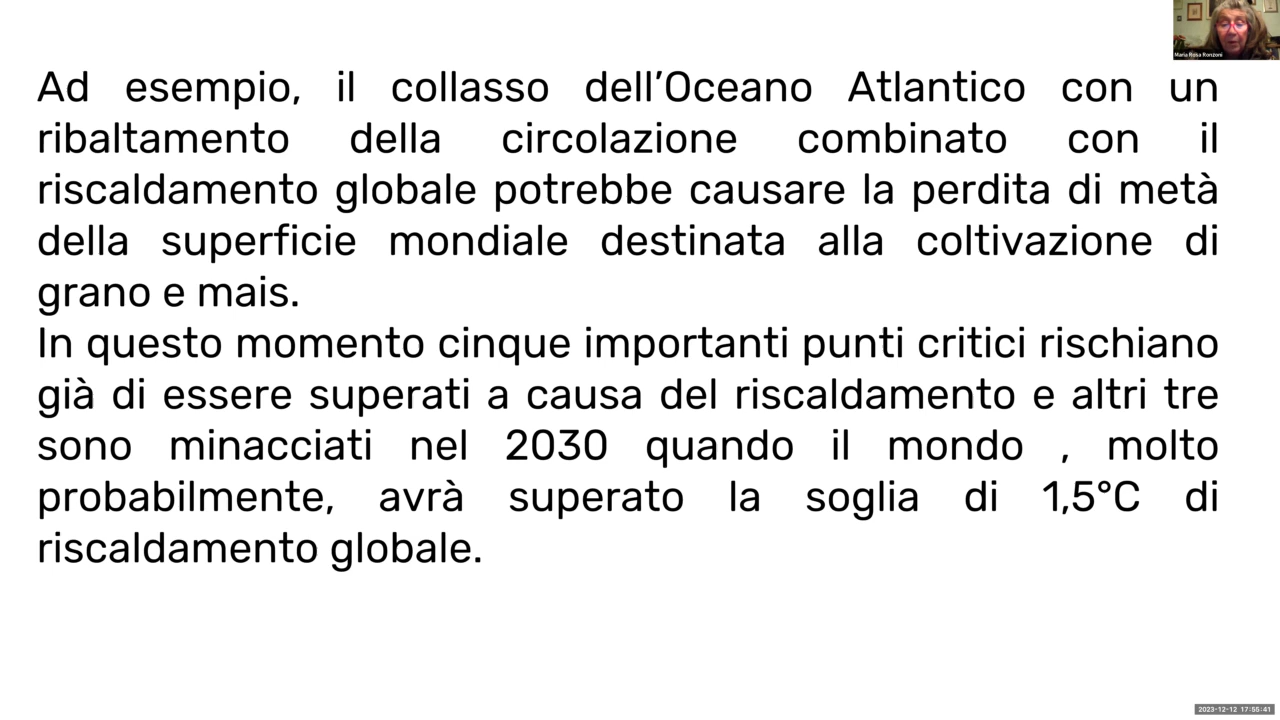 Maria Rosa Ronzoni
Ad esempio, il collasso dell’Oceano Atlantico con un
ribaltamento della circolazione combinato con il
riscaldamento globale potrebbe causare la perdita di metà
della superficie mondiale destinata alla coltivazione di
grano e mais.
In questo momento cinque importanti punti critici rischiano
già di essere superati a causa del riscaldamento e altri tre
sono minacciati nel 2030 quando il mondo , molto
probabilmente, avrà superato la soglia di 1,5°C di
riscaldamento globale.
2023-12-12 17:55:41